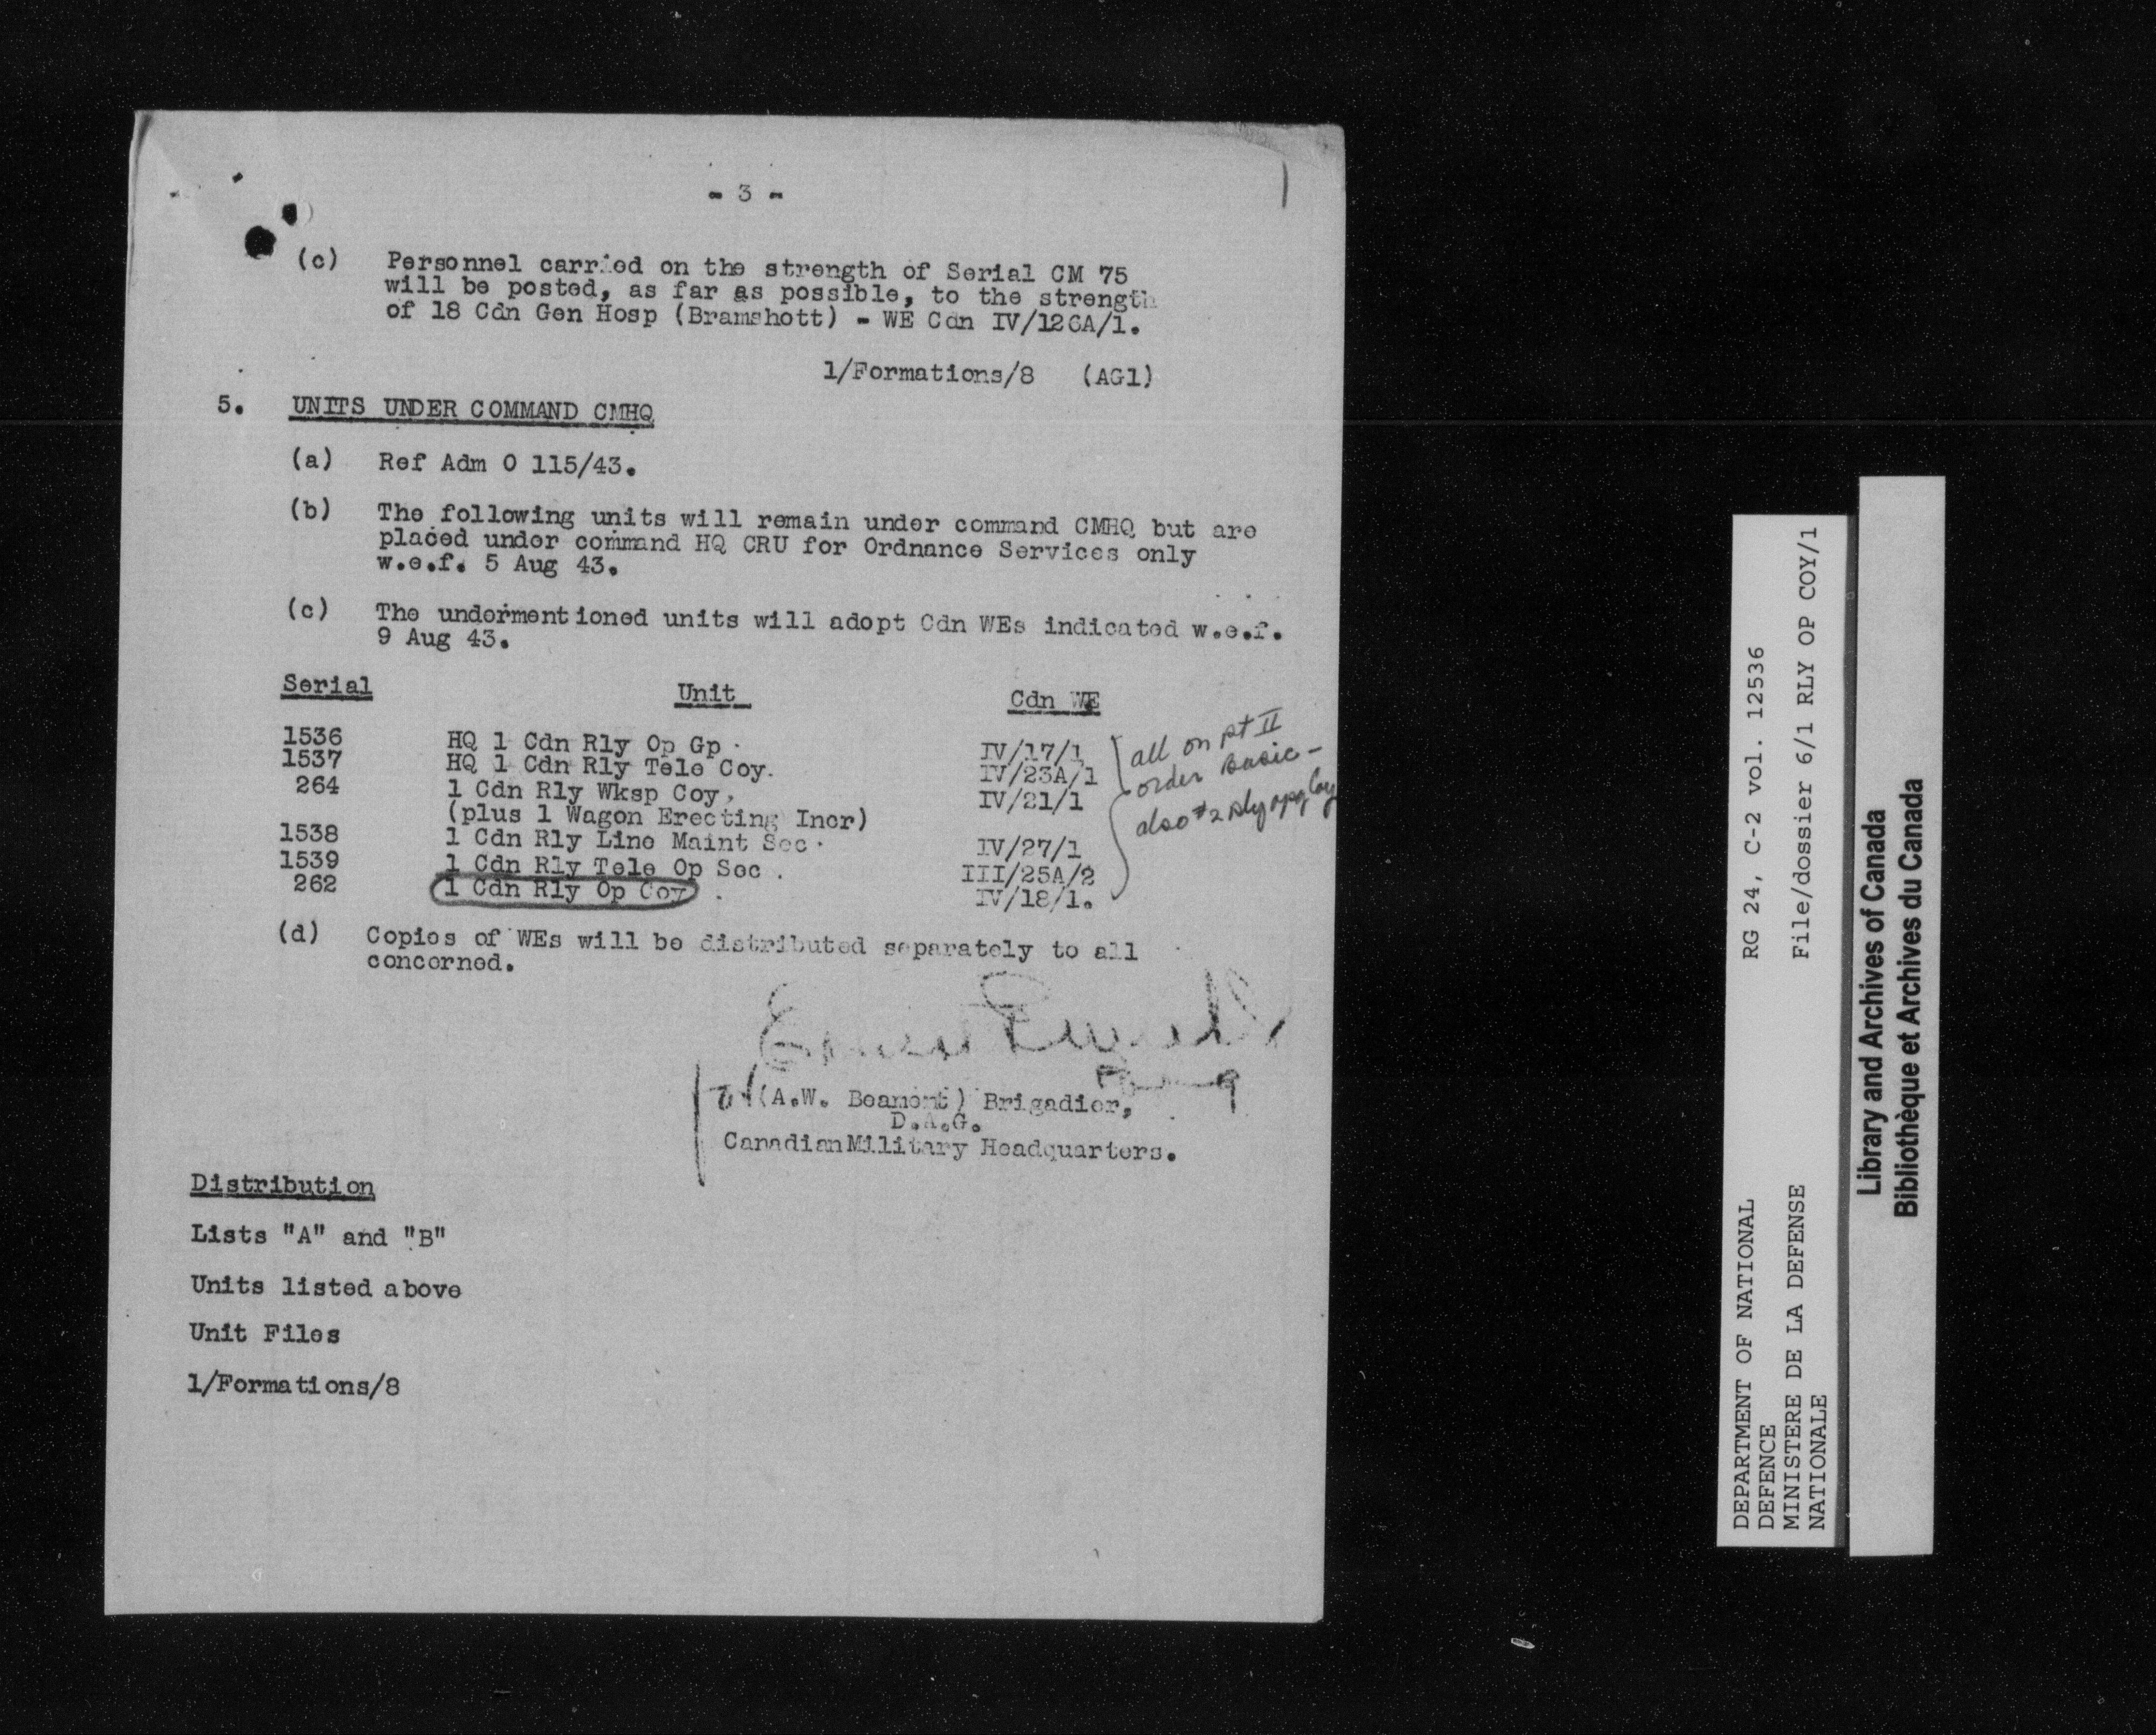 - 3 -
(c) Personnel carried on the strength of Serial CM 75
will be posted, as far as possible, to the strength
of 18 Cdn Gen Hosp (Bramshott) - WE Cdn IV/12CA/1.
1/Formations/8 (AG1)
5. UNITS UNDER COMMAND CMHQ
(a) Ref Adm O 115/43.
(b) The following units will remain under command CMHQ but are
placed under command HQ CRU for Ordnance Services only
w.e.f. 5 Aug 43.
(c) The undermentioned units will adopt Cdn WEs indicated w.e.f.
9 Aug 43.
Serial Unit Cdn WE
1536 HQ 1 Cdn Rly Op Gp. IV/17/1
1537 HQ 1 Cdn Rly Tele Coy. IV/23A/1
264 1 Cdn Rly Wksp Coy, IV/21/1
(plus 1 Wagon Erecting Incr)
1538 1 Cdn Rly Line Maint Sec. IV/27/1
1539 1 Cdn Rly Tele Op Sec. III/25A/2
262 1 Cdn Rly Op Coy. IV/18/1.
all on pt II
order Basic -
also #2 Rly Coy
(d) Copies of WEs will be distributed separately to all
concerned.
(A.W. Beament) Brigadier,
D.A.G.
Canadian Military Headquarters.
Distribution
Lists "A" and "B"
Units listed above
Unit Files
1/Formations/8
DEPARTMENT OF NATIONAL RG 24, C-2 vol. 12536
DEFENCE
MINISTERE DE LA DEFENSE File/dossier 6/1 RLY OP COY/1
NATIONALE
Library and Archives of Canada
Bibliothèque et Archives du Canada